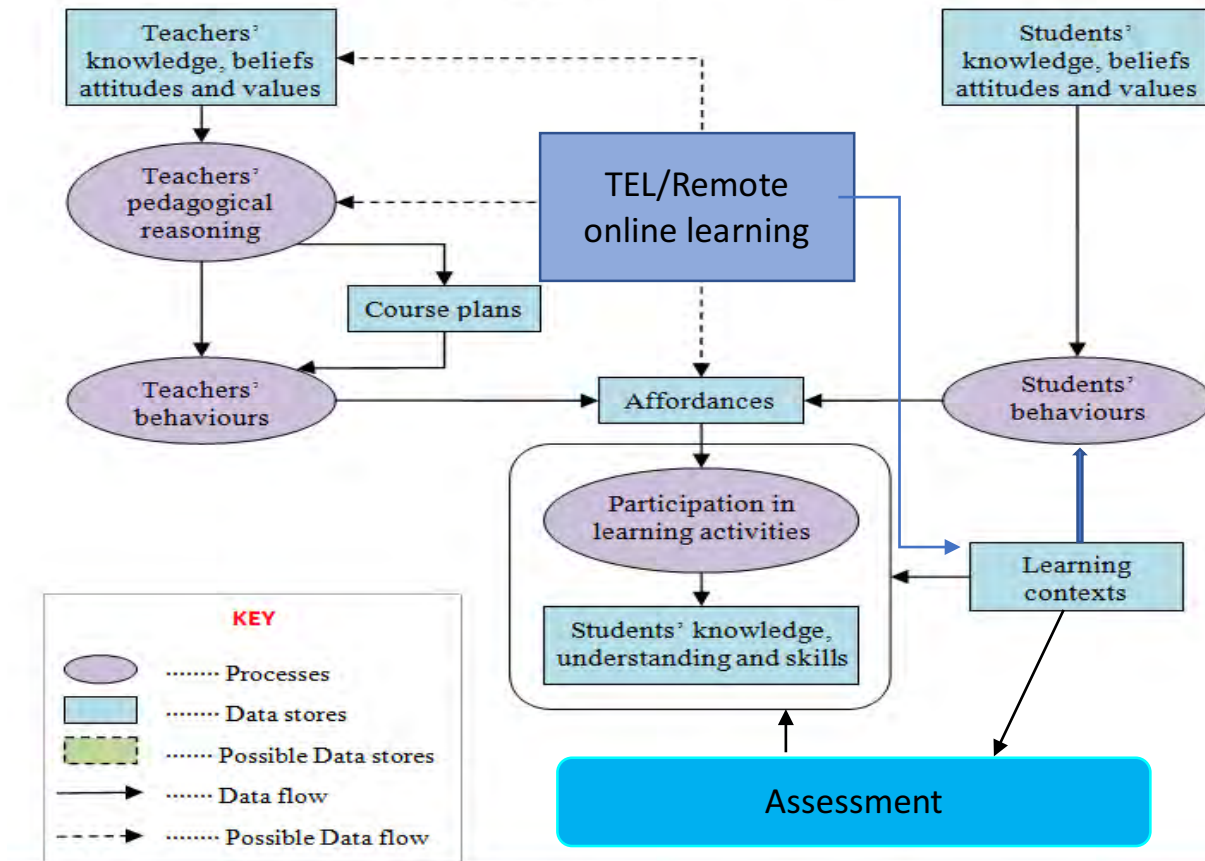 Teachers’
knowledge, beliefs
attitudes and values
Students’
knowledge, beliefs
attitudes and values
Teachers’
pedagogical
reasoning
TEL/Remote
online learning
Course plans
Teachers’
behaviours
Affordances
Students’
behaviours
Participation in
learning activities
Learning
contexts
Students’ knowledge,
understanding and skills
KEY
········ Processes
······· Data stores
······· Possible Data stores
······ Data flow
······· Possible Data flow
Assessment